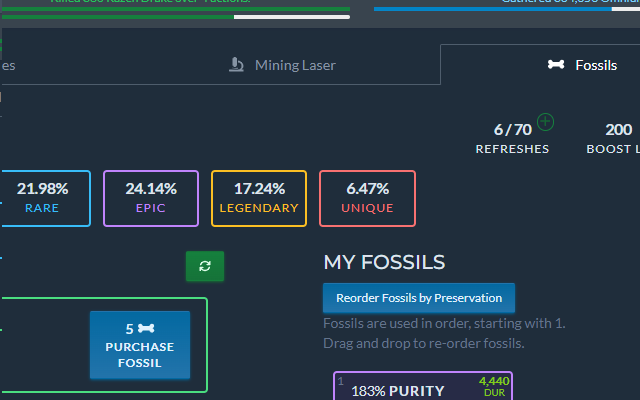 es
Mining Laser
Fossils
6 / 70
200
REFRESHES
BOOST L
21.98%
24.14%
17.24%
6.47%
RARE
EPIC
LEGENDARY
UNIQUE
MY FOSSILS
Reorder Fossils by Preservation
Fossils are used in order, starting with 1.
Drag and drop to re-order fossils.
5
PURCHASE
FOSSIL
1
183% PURITY
4,440
DUR